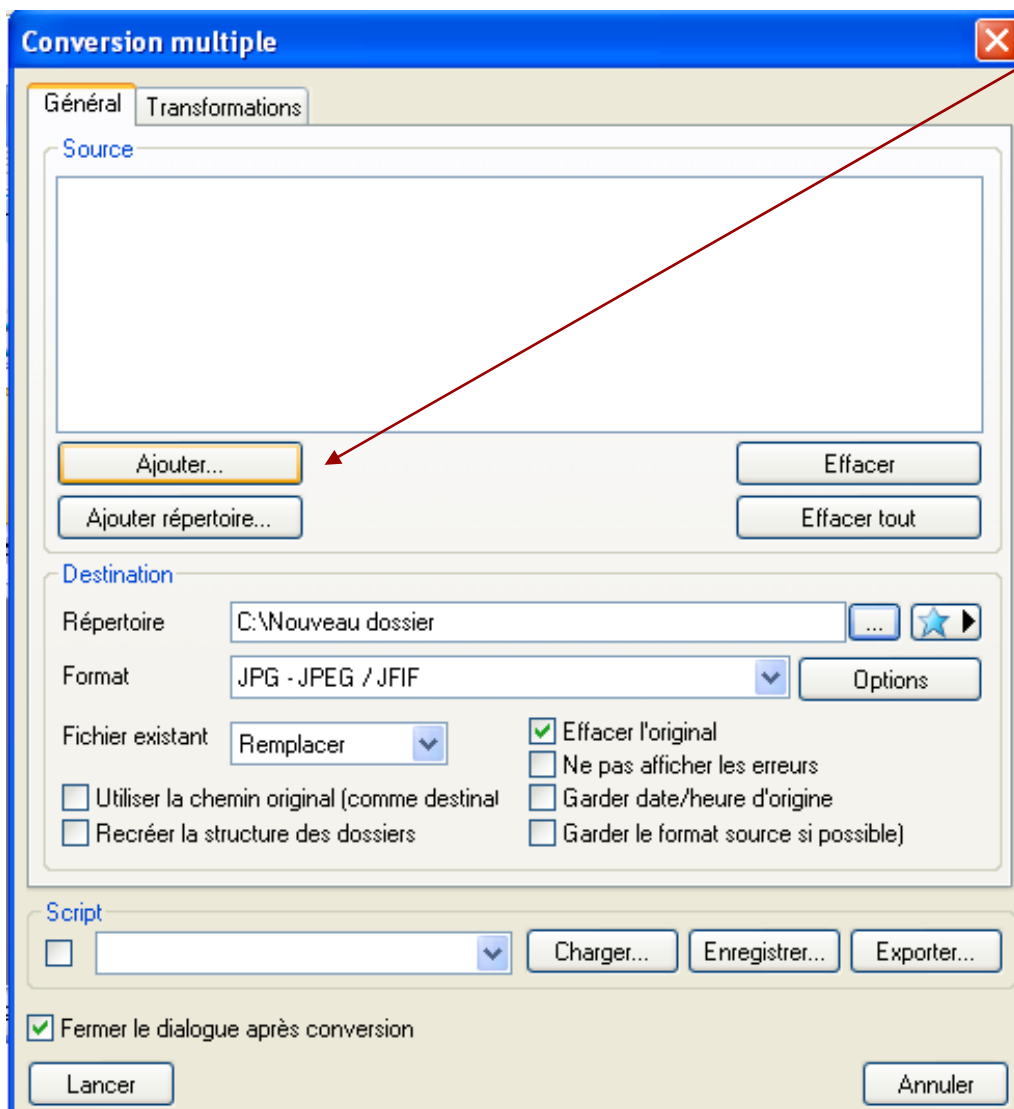 Conversion multiple
Général Transformations
Source
Ajouter... Effacer
Ajouter répertoire... Effacer tout
Destination
Répertoire C:\Nouveau dossier ...
Format JPG - JPEG / JFIF Options
Fichier existant Remplacer Effacer l'original
Ne pas afficher les erreurs
Utiliser la chemin original (comme destinat Garder date/heure d'origine
Recréer la structure des dossiers Garder le format source si possible)
Script
Charger... Enregistrer... Exporter...
Fermer le dialogue après conversion
Lancer Annuler